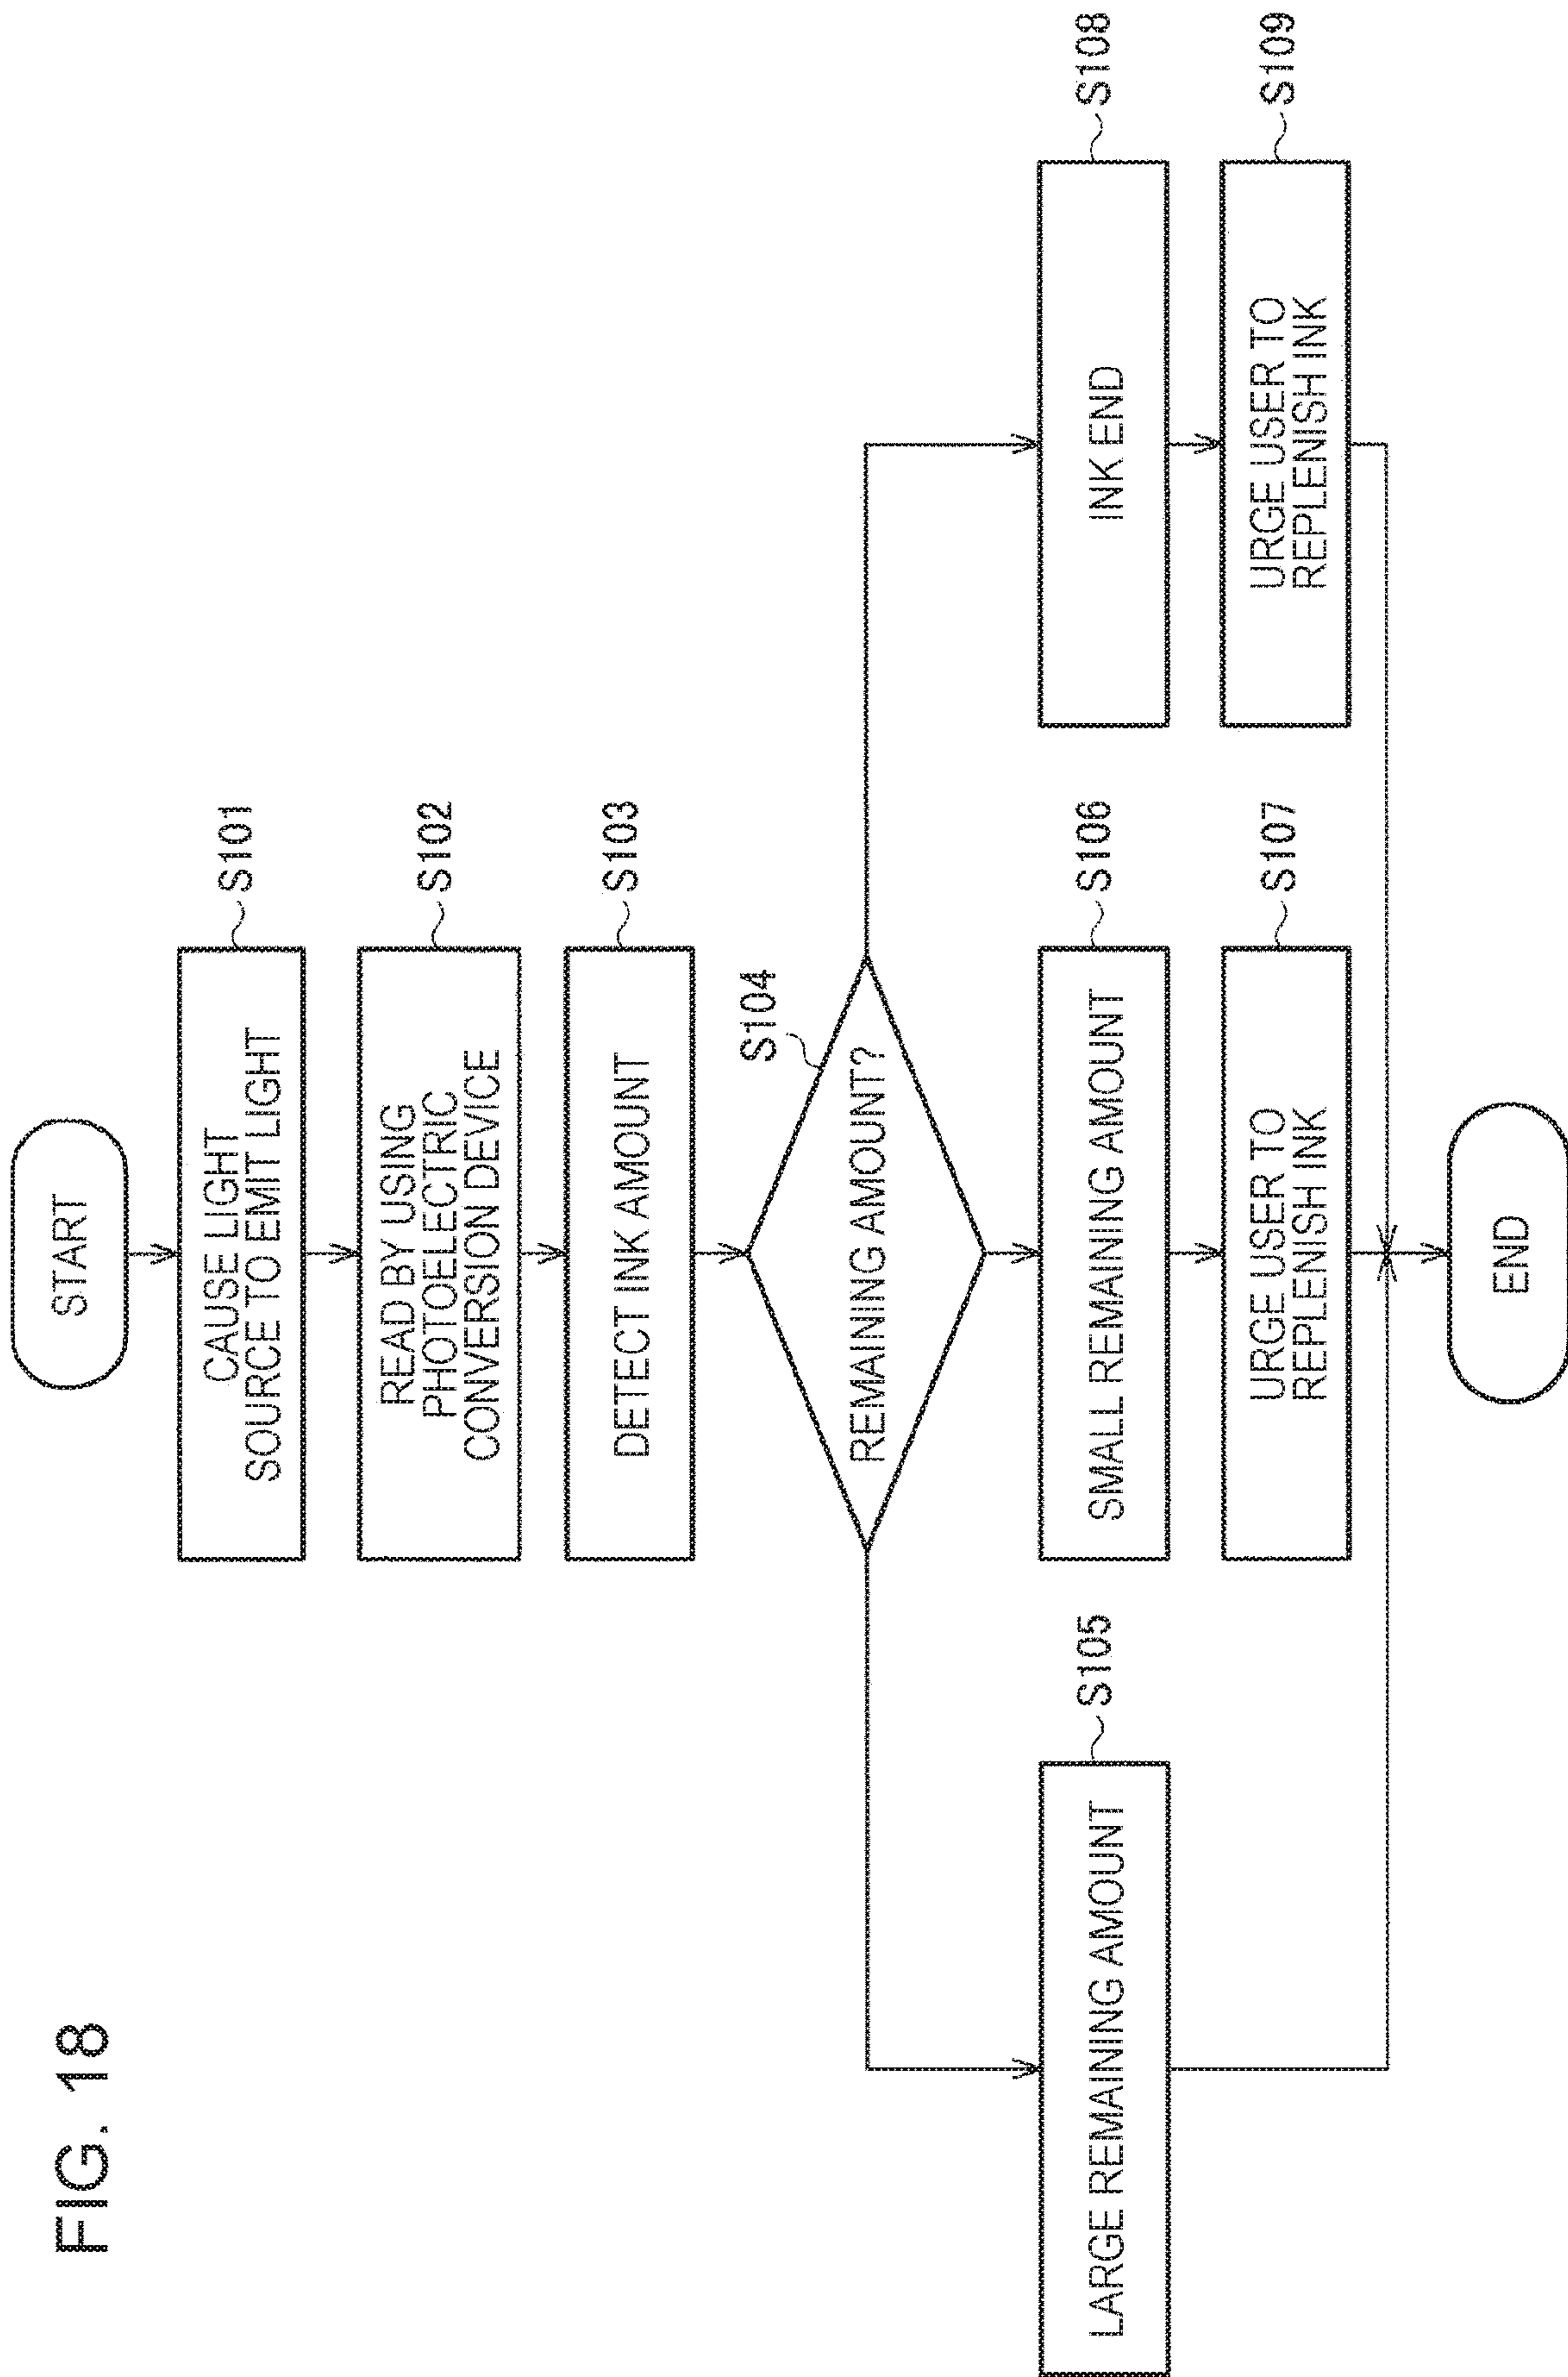 FIG. 18
START
CAUSE LIGHT
SOURCE TO EMIT LIGHT
S101
READ BY USING
PHOTOELECTRIC
CONVERSION DEVICE
S102
DETECT INK AMOUNT
S103
S104
REMAINING AMOUNT?
LARGE REMAINING AMOUNT
S105
SMALL REMAINING AMOUNT
S106
INK END
S108
URGE USER TO
REPLENISH INK
S107
URGE USER TO
REPLENISH INK
S109
END